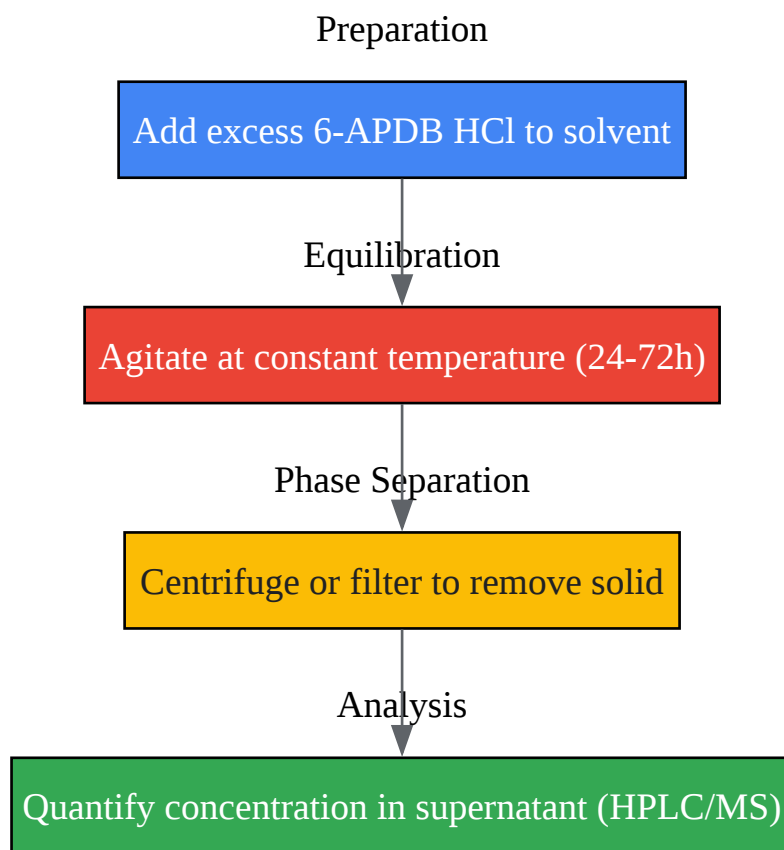 Preparation
Add excess 6-APDB HCl to solvent
Equilibration
Agitate at constant temperature (24-72h)
Phase Separation
Centrifuge or filter to remove solid
Analysis
Quantify concentration in supernatant (HPLC/MS)